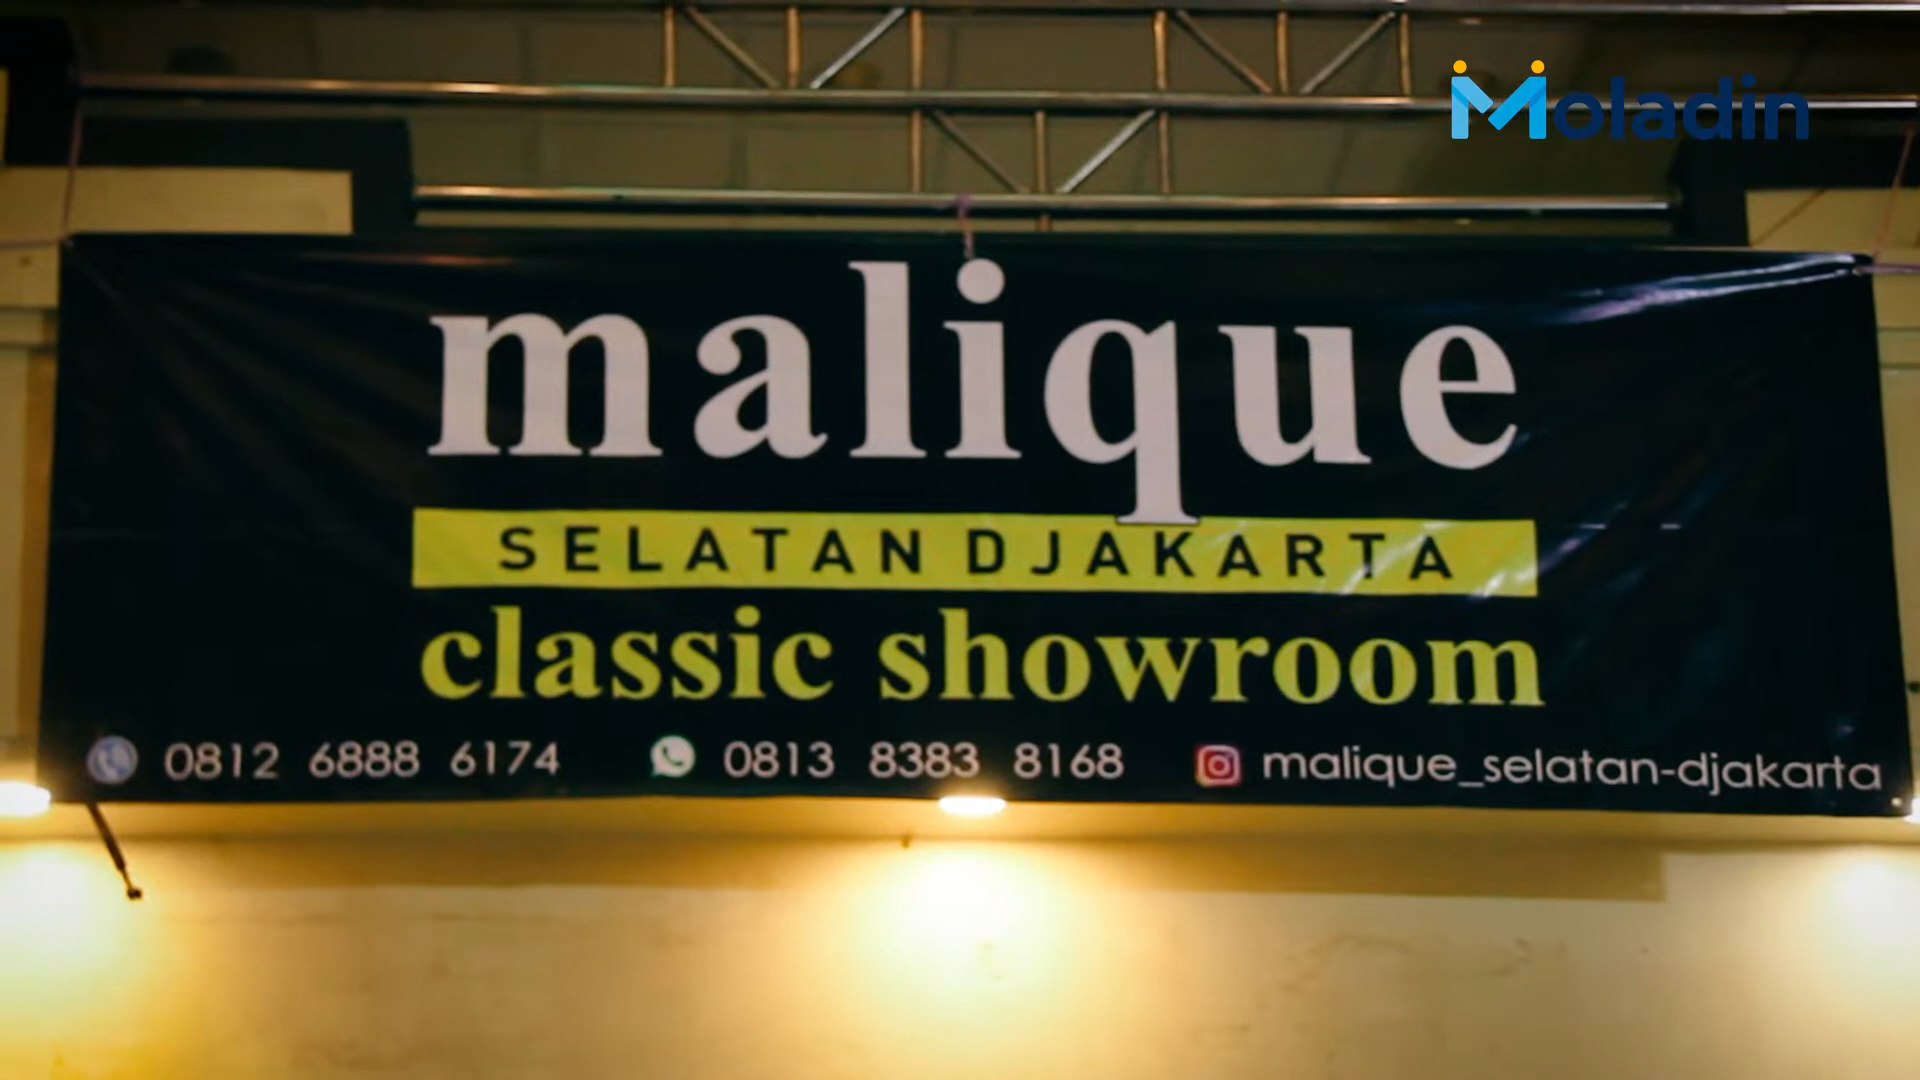 Moladin
malique
SELATAN DJAKARTA
classic showroom
0812 6888 6174 0813 8383 8168 malique_selatan-djakarta